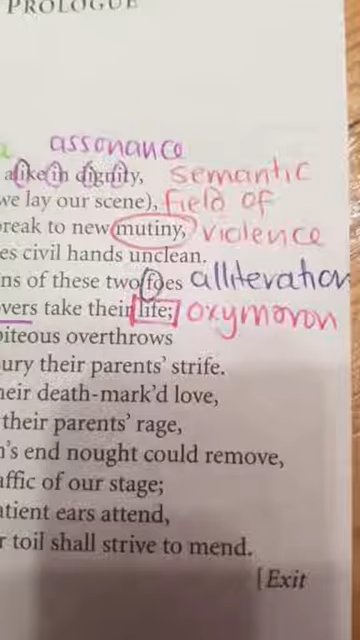 PROLOGUE
assonance
alike in dignity, semantic
we lay our scene), field of
reak to new mutiny, violence
es civil hands unclean.
ns of these two foes alliteration
vers take their life; oxymoron
piteous overthrows
ury their parents' strife.
heir death-mark'd love,
their parents' rage,
n's end nought could remove,
affic of our stage;
atient ears attend,
r toil shall strive to mend.
[Exit